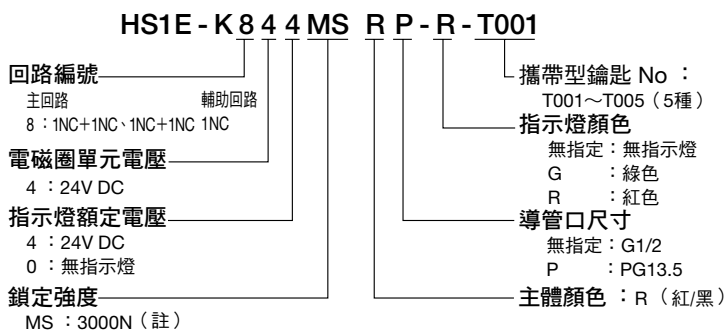 HS1E - K 8 4 4 MS R P - R - T001
回路編號
主回路 輔助回路
8：1NC＋1NC、1NC＋1NC 1NC
電磁圈單元電壓
4：24V DC
指示燈額定電壓
4：24V DC
0：無指示燈
鎖定強度
MS：3000N（註）
攜帶型鑰匙 No：
T001～T005（5種）
指示燈顏色
無指定：無指示燈
G：綠色
R：紅色
導管口尺寸
無指定：G1/2
P：PG13.5
主體顏色：R（紅/黑）